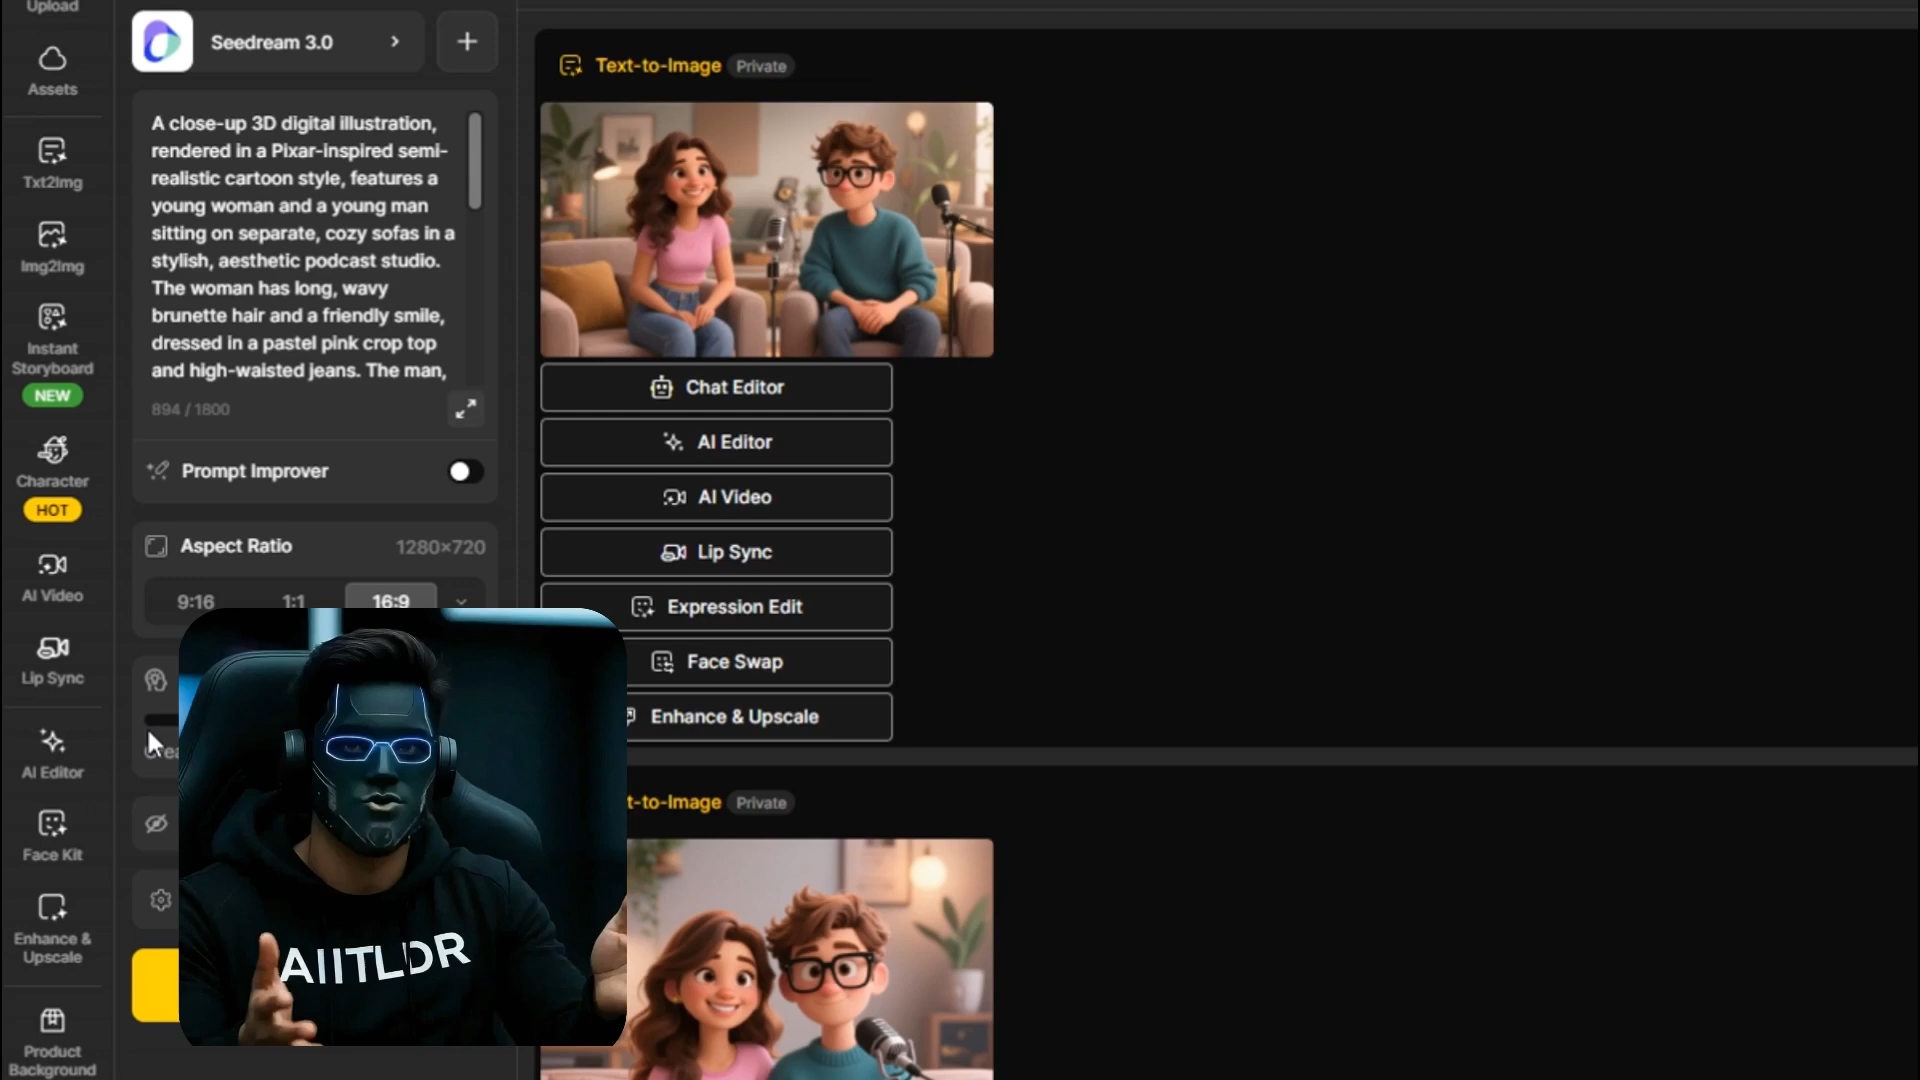 Upload
Assets
Txt2Img
Img2Img
Instant
Storyboard
NEW
Character
HOT
AI Video
Lip Sync
AI Editor
Face Kit
Enhance &
Upscale
Product
Background
Seedream 3.0
A close-up 3D digital illustration,
rendered in a Pixar-inspired semi-
realistic cartoon style, features a
young woman and a young man
sitting on separate, cozy sofas in a
stylish, aesthetic podcast studio.
The woman has long, wavy
brunette hair and a friendly smile,
dressed in a pastel pink crop top
and high-waisted jeans. The man,
894 / 1800
Prompt Improver
Aspect Ratio
1280×720
9:16 1:1 16:9
AIITLDR
Text-to-Image Private
Chat Editor
AI Editor
AI Video
Lip Sync
Expression Edit
Face Swap
Enhance & Upscale
t-to-Image Private